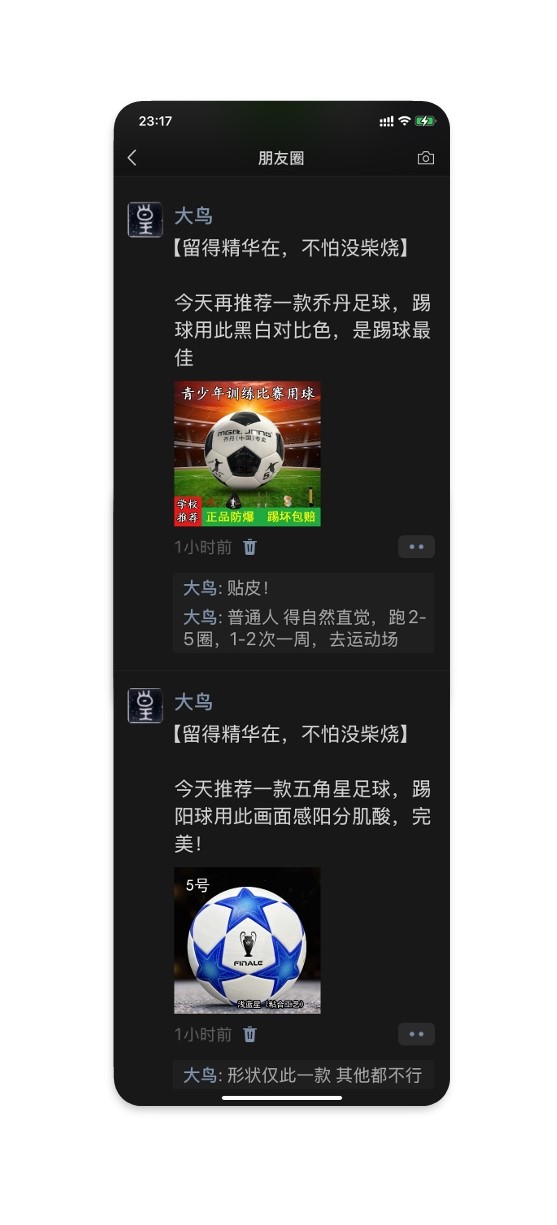 23:17
朋友圈
大鸟
【留得精华在，不怕没柴烧】
今天再推荐一款乔丹足球，踢
球用此黑白对比色，是踢球最
佳
青少年训练比赛用球
乔丹(中国)专卖
学校
推荐
正品防爆 踢坏包赔
1小时前
大鸟: 贴皮！
大鸟: 普通人 得自然直觉，跑2-
5圈，1-2次一周，去运动场
大鸟
【留得精华在，不怕没柴烧】
今天推荐一款五角星足球，踢
阳球用此画面感阳分肌酸，完
美！
5号
FINALE
浅蓝星（粘合工艺）
1小时前
大鸟: 形状仅此一款 其他都不行